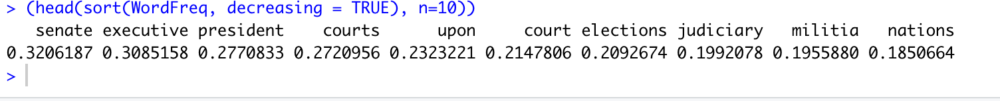 > (head(sort(WordFreq, decreasing = TRUE), n=10))
senate executive president courts upon court elections judiciary militia nations
0.3206187 0.3085158 0.2770833 0.2720956 0.2323221 0.2147806 0.2092674 0.1992078 0.1955880 0.1850664
>